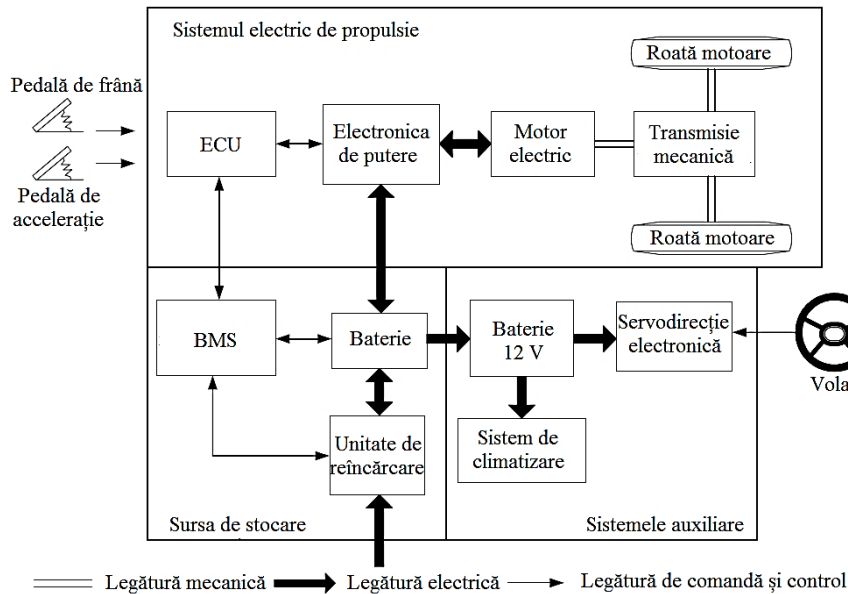 Sistemul electric de propulsie
Roată motoare
Pedală de frână
ECU
Electronica
de putere
Motor
electric
Transmisie
mecanică
Pedală de
accelerație
Roată motoare
BMS
Baterie
Baterie
12 V
Servodirecție
electronică
Vola
Unitate de
reîncărcare
Sistem de
climatizare
Sursa de stocare
Sistemele auxiliare
Legătură mecanică
Legătură electrică
Legătură de comandă și control